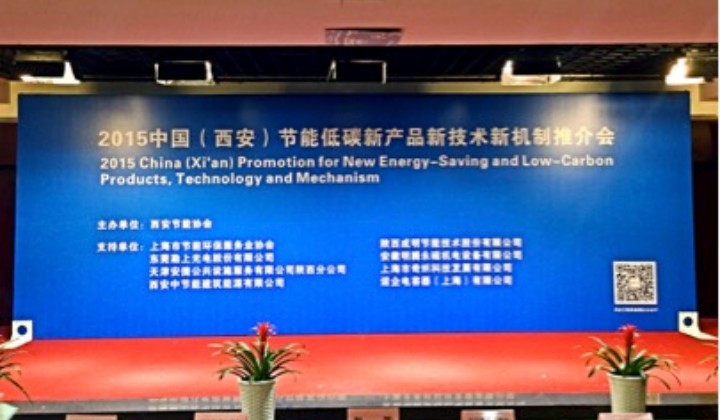 2015中国（西安）节能低碳新产品新技术新机制推介会
2015 China (Xi'an) Promotion for New Energy-Saving and Low-Carbon
Products, Technology and Mechanism
主办单位：西安节能协会
支持单位：上海市节能环保服务业协会
东莞勤上光电股份有限公司
天津安捷公共设施服务有限公司陕西分公司
西安中节能建筑能源有限公司
陕西威明节能技术股份有限公司
安徽明腾永磁机电设备有限公司
上海市奇炽科技发展有限公司
诺企电容器（上海）有限公司